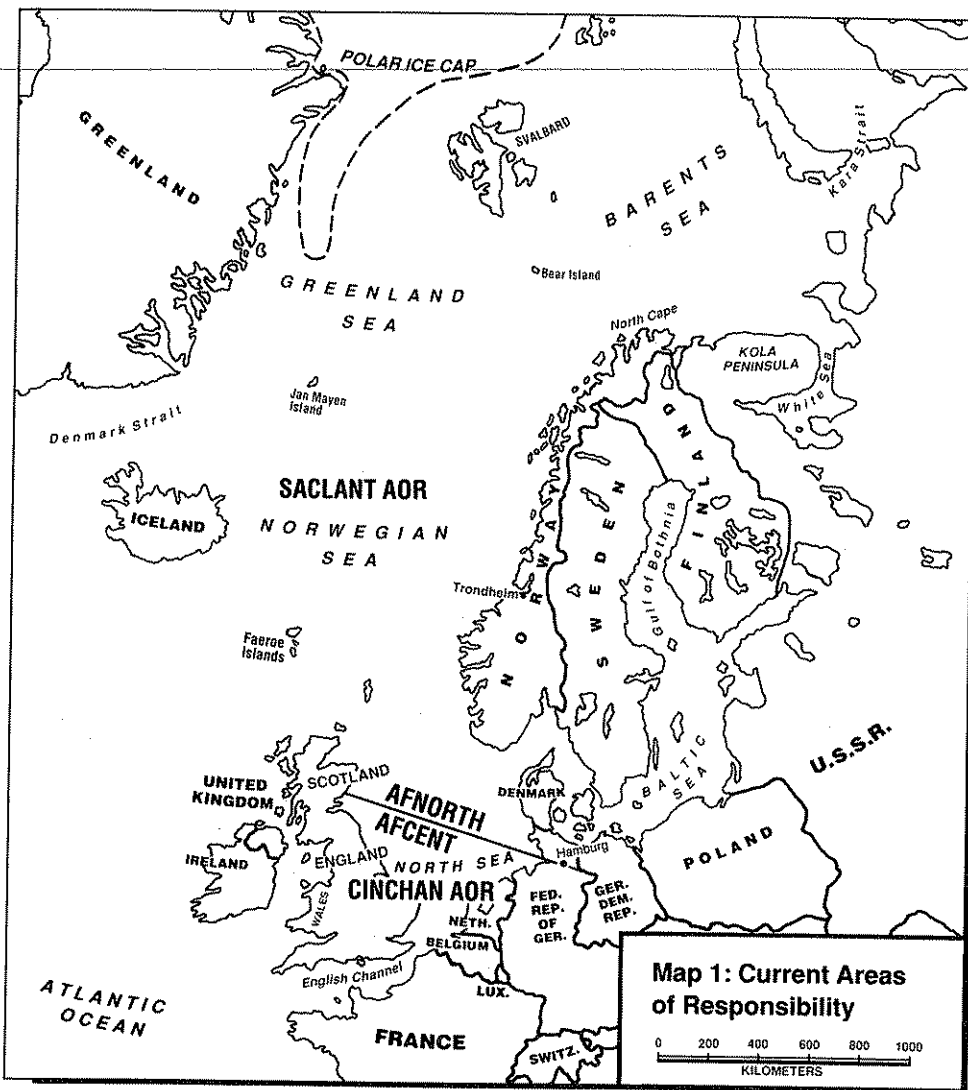 POLAR ICE CAP
GREENLAND
SVALBARD
Kara Strait
BARENTS
SEA
Bear Island
GREENLAND
SEA
North Cape
KOLA
PENINSULA
White Sea
Jan Mayen
Island
Denmark Strait
SACLANT AOR
ICELAND
NORWEGIAN
SEA
NORWAY
SWEDEN
FINLAND
Gulf of Bothnia
Trondheim
Faeroe
Islands
U.S.S.R.
BALTIC
SEA
SCOTLAND
UNITED
KINGDOM
AFNORTH
AFCENT
DENMARK
Hamburg
POLAND
IRELAND
ENGLAND
NORTH SEA
WALES
CINCHAN AOR
FED.
REP.
OF
GER.
GER.
DEM.
REP.
NETH.
BELGIUM
English Channel
LUX.
ATLANTIC
OCEAN
FRANCE
SWITZ.
Map 1: Current Areas
of Responsibility
0 200 400 600 800 1000
KILOMETERS